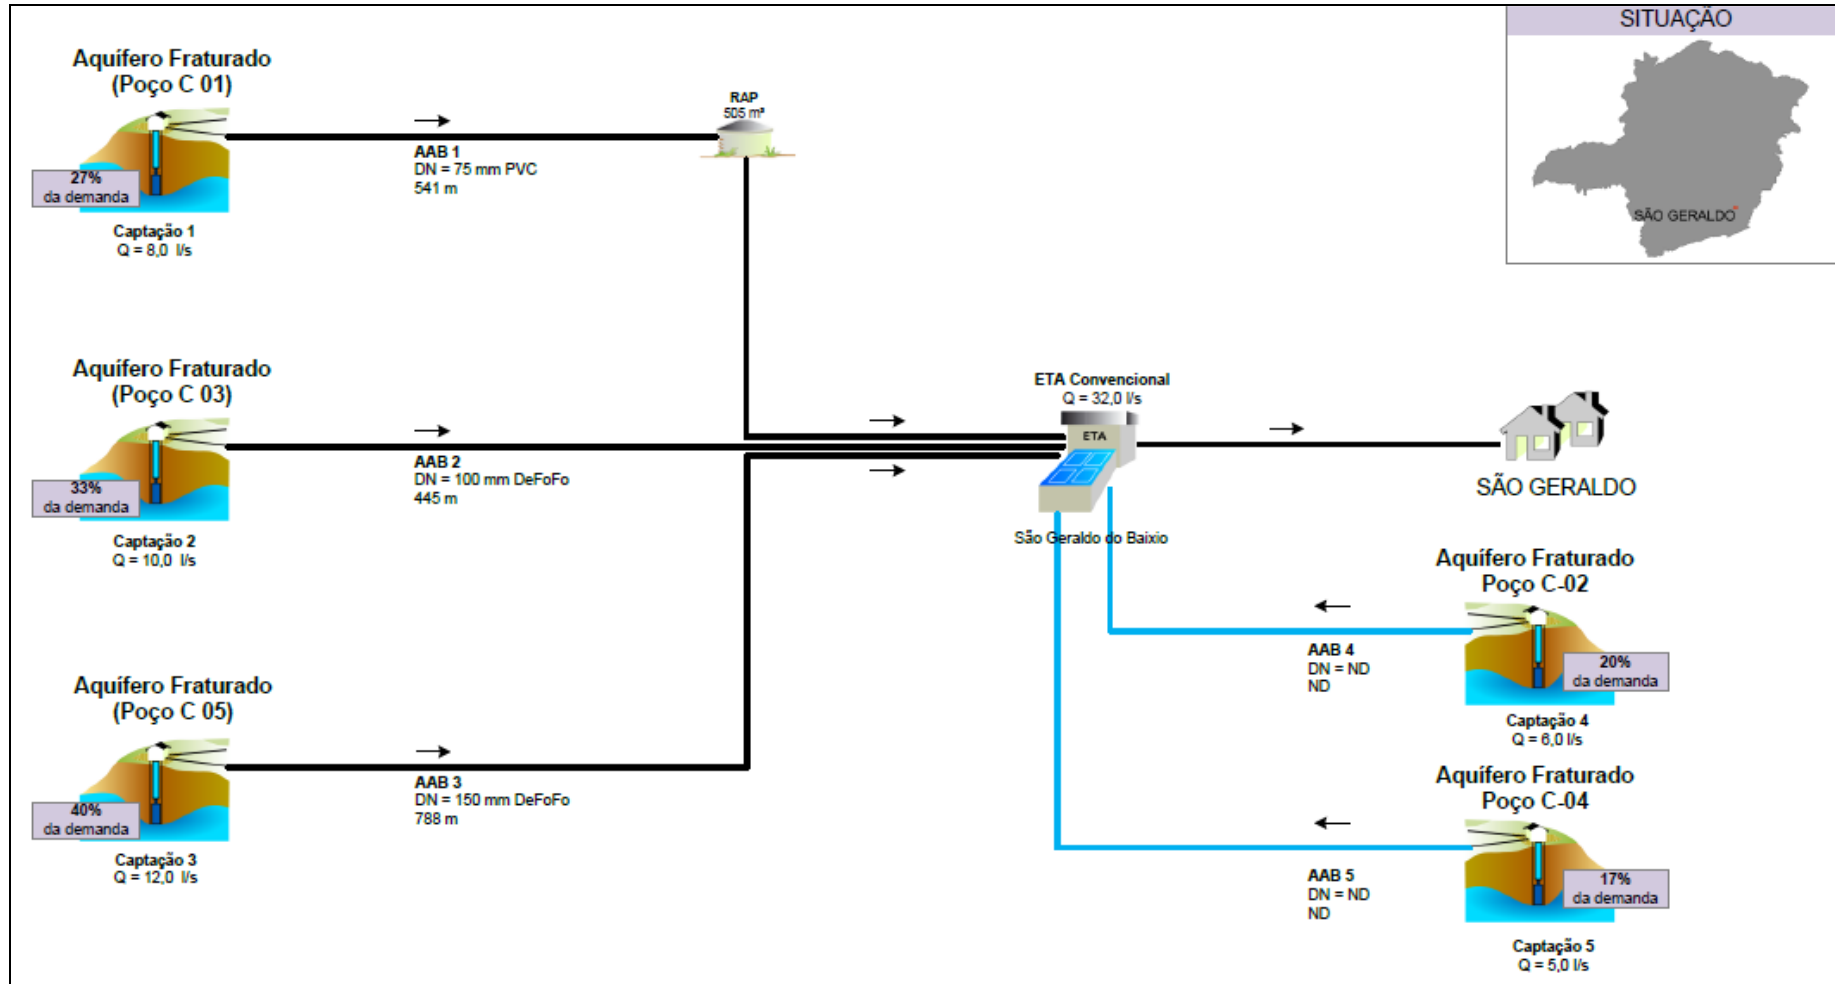 SITUAÇÃO
SÃO GERALDO
Aquífero Fraturado
(Poço C 01)
27%
da demanda
Captação 1
Q = 8,0 l/s
AAB 1
DN = 75 mm PVC
541 m
RAP
505 m³
Aquífero Fraturado
(Poço C 03)
33%
da demanda
Captação 2
Q = 10,0 l/s
AAB 2
DN = 100 mm DeFoFo
445 m
ETA Convencional
Q = 32,0 l/s
ETA
São Geraldo do Baixio
SÃO GERALDO
Aquífero Fraturado
(Poço C 05)
40%
da demanda
Captação 3
Q = 12,0 l/s
AAB 3
DN = 150 mm DeFoFo
788 m
Aquífero Fraturado
Poço C-02
20%
da demanda
Captação 4
Q = 6,0 l/s
AAB 4
DN = ND
ND
Aquífero Fraturado
Poço C-04
17%
da demanda
Captação 5
Q = 5,0 l/s
AAB 5
DN = ND
ND